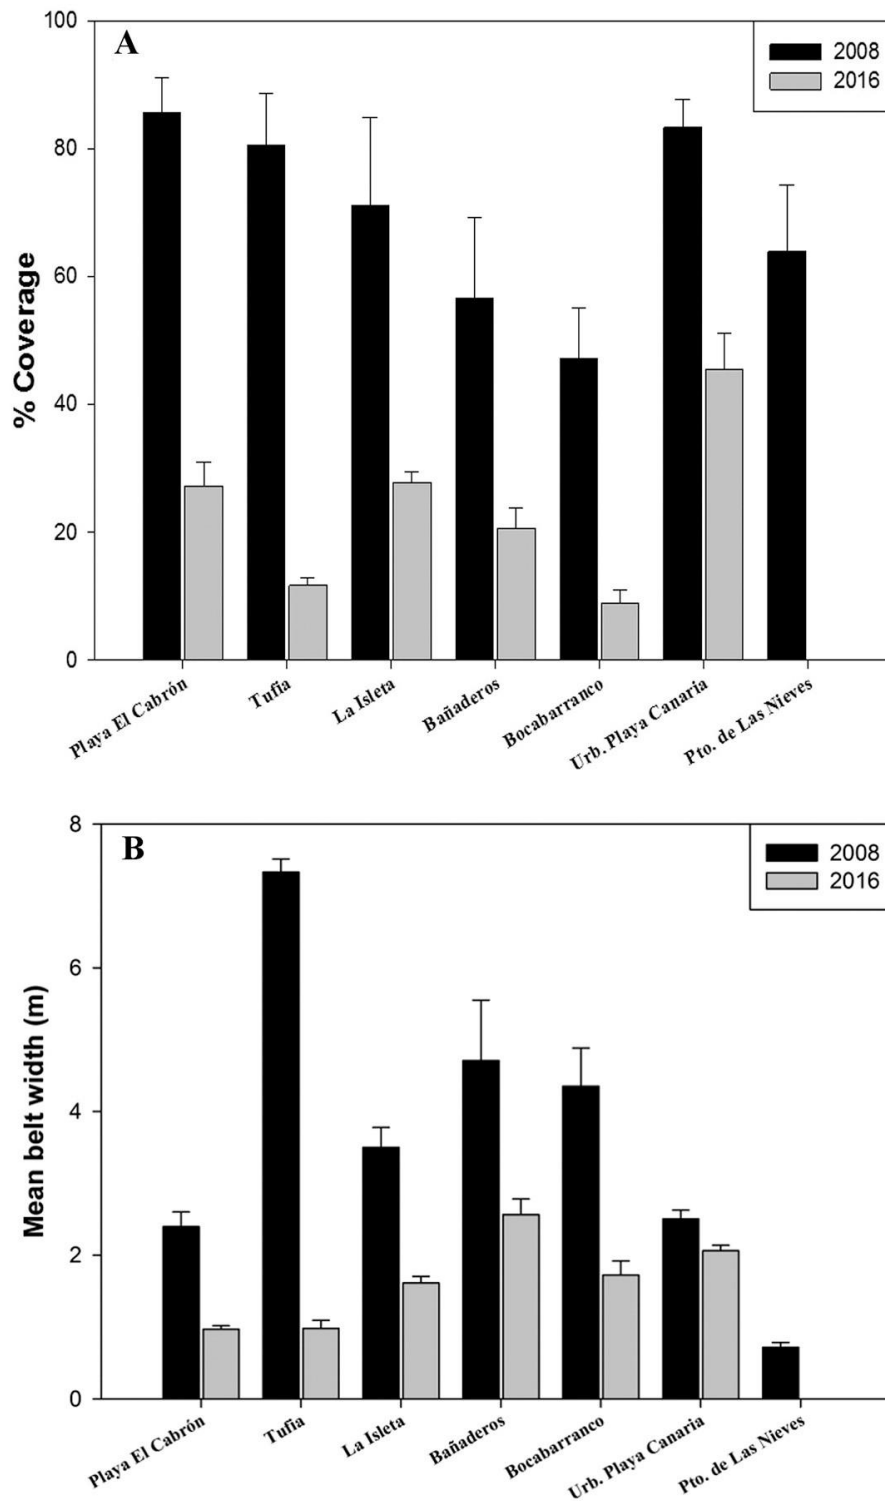 A
2008
2016
% Coverage
100
80
60
40
20
0
Playa El Cabrón
Tufia
La Isleta
Bañaderos
Bocabarranco
Urb. Playa Canaria
Pto. de Las Nieves
B
2008
2016
Mean belt width (m)
8
6
4
2
0
Playa El Cabrón
Tufia
La Isleta
Bañaderos
Bocabarranco
Urb. Playa Canaria
Pto. de Las Nieves